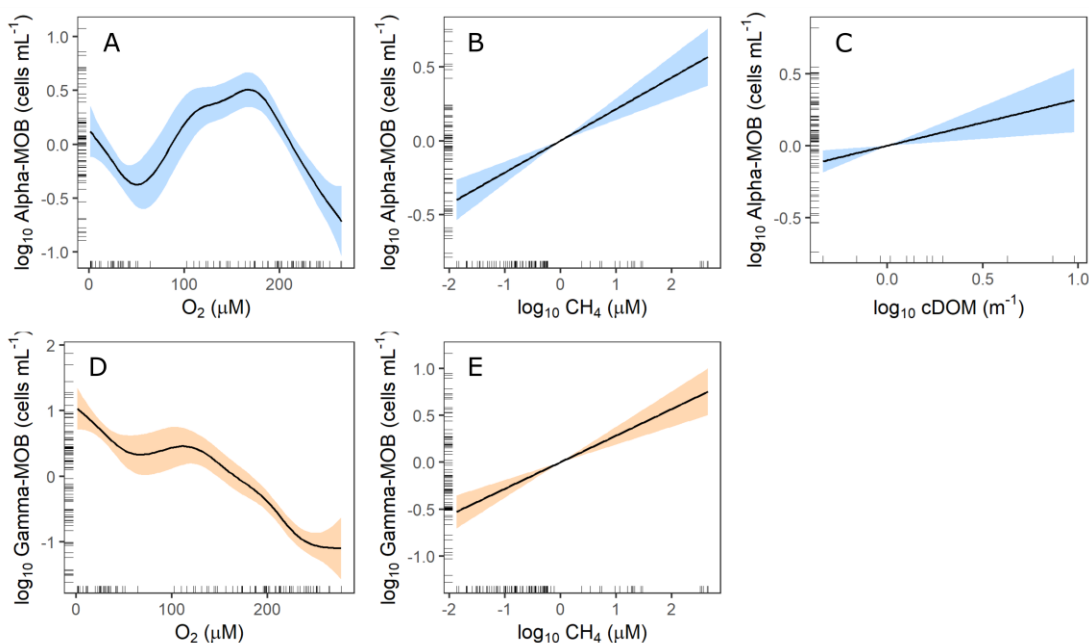 A
log₁₀ Alpha-MOB (cells mL⁻¹)
1.0
0.5
0.0
-0.5
-1.0
0
100
200
O₂ (μM)
B
log₁₀ Alpha-MOB (cells mL⁻¹)
0.5
0.0
-0.5
-2
-1
0
1
2
log₁₀ CH₄ (μM)
C
log₁₀ Alpha-MOB (cells mL⁻¹)
0.5
0.0
-0.5
0.0
0.5
1.0
log₁₀ cDOM (m⁻¹)
D
log₁₀ Gamma-MOB (cells mL⁻¹)
2
1
0
-1
0
100
200
O₂ (μM)
E
log₁₀ Gamma-MOB (cells mL⁻¹)
1.0
0.5
0.0
-0.5
-1.0
-2
-1
0
1
2
log₁₀ CH₄ (μM)